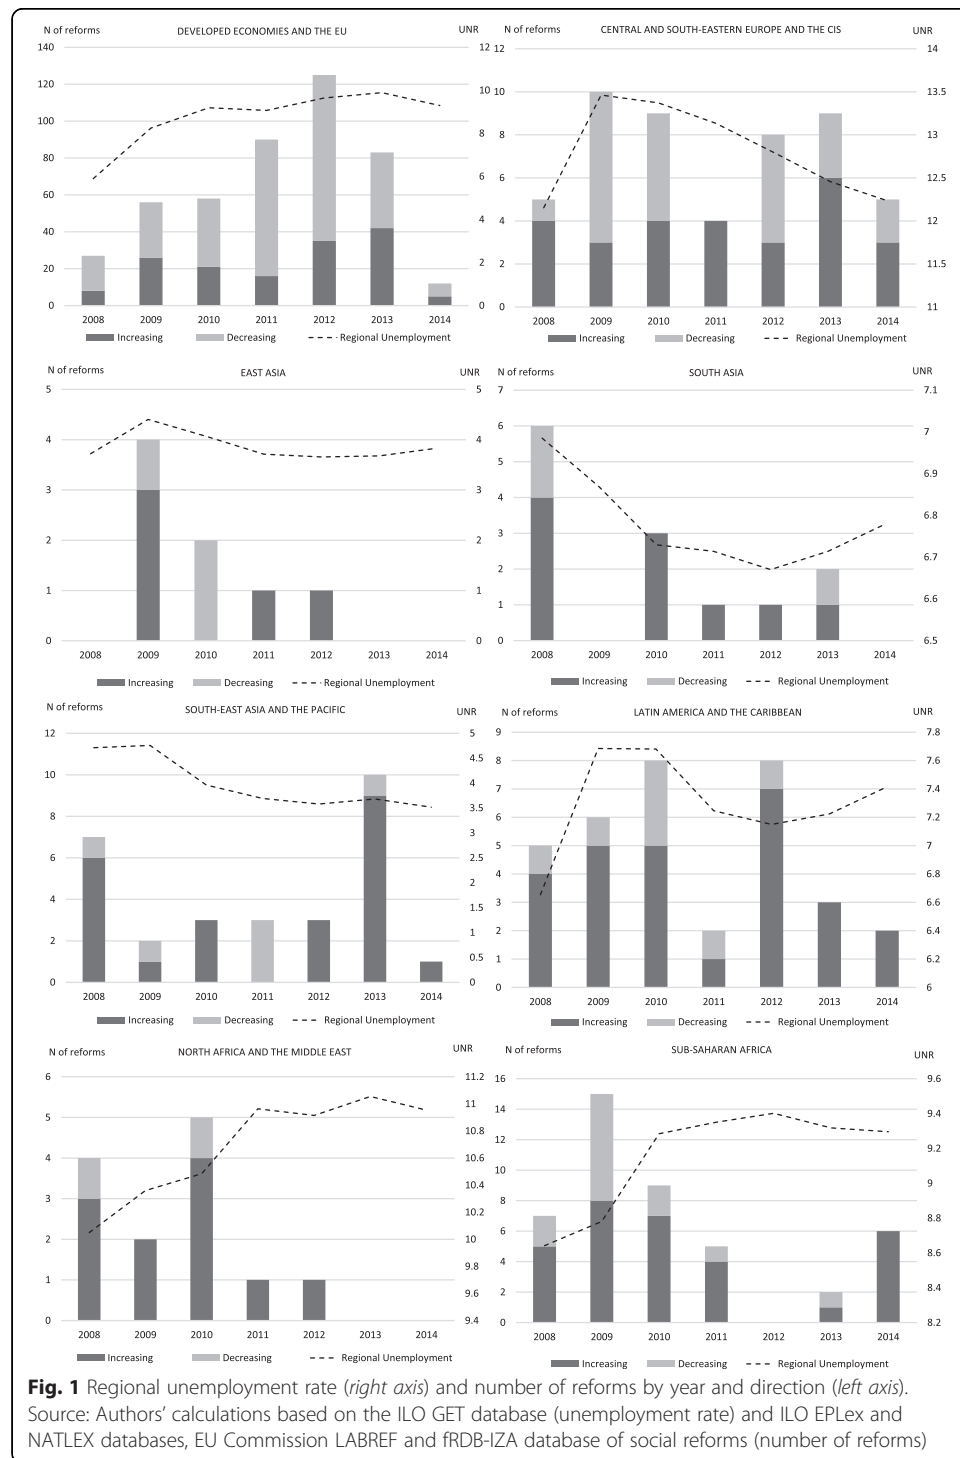 N of reforms DEVELOPED ECONOMIES AND THE EU UNR
140 12
120 10
100 8
80
60 6
40 4
20 2
0 0
2008 2009 2010 2011 2012 2013 2014
Increasing Decreasing Regional Unemployment
N of reforms CENTRAL AND SOUTH-EASTERN EUROPE AND THE CIS UNR
12 14
10 13.5
8 13
6 12.5
4 12
2 11.5
0 11
2008 2009 2010 2011 2012 2013 2014
Increasing Decreasing Regional Unemployment
N of reforms EAST ASIA UNR
5 5
4 4
3 3
2 2
1 1
0 0
2008 2009 2010 2011 2012 2013 2014
Increasing Decreasing Regional Unemployment
N of reforms SOUTH ASIA UNR
7 7.1
6 7
5 6.9
4 6.8
3 6.7
2 6.6
1 6.5
0
2008 2009 2010 2011 2012 2013 2014
Increasing Decreasing Regional Unemployment
N of reforms SOUTH-EAST ASIA AND THE PACIFIC UNR
12 5
4.5
10 4
8 3.5
3
6 2.5
4 2
1.5
2 1
0.5
0 0
2008 2009 2010 2011 2012 2013 2014
Increasing Decreasing Regional Unemployment
N of reforms LATIN AMERICA AND THE CARIBBEAN UNR
9 7.8
8 7.6
7 7.4
6 7.2
5 7
4 6.8
3 6.6
2 6.4
1 6.2
0 6
2008 2009 2010 2011 2012 2013 2014
Increasing Decreasing Regional Unemployment
N of reforms NORTH AFRICA AND THE MIDDLE EAST UNR
6 11.2
5 11
10.8
4 10.6
3 10.4
10.2
2 10
9.8
1 9.6
0 9.4
2008 2009 2010 2011 2012 2013 2014
Increasing Decreasing Regional Unemployment
N of reforms SUB-SAHARAN AFRICA UNR
16 9.6
14 9.4
12 9.2
10 9
8 8.8
6 8.6
4 8.4
2 8.2
0
2008 2009 2010 2011 2012 2013 2014
Increasing Decreasing Regional Unemployment
Fig. 1 Regional unemployment rate (right axis) and number of reforms by year and direction (left axis).
Source: Authors' calculations based on the ILO GET database (unemployment rate) and ILO EPLex and
NATLEX databases, EU Commission LABREF and fRDB-IZA database of social reforms (number of reforms)